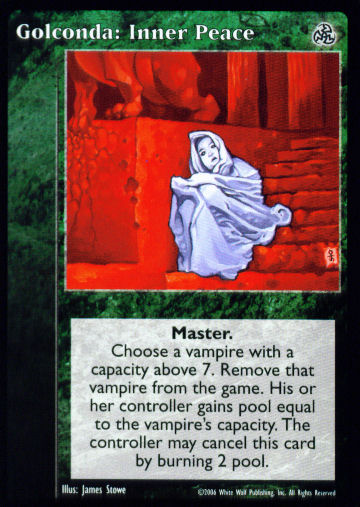 Golconda: Inner Peace
Master.
Choose a vampire with a
capacity above 7. Remove that
vampire from the game. His or
her controller gains pool equal
to the vampire's capacity. The
controller may cancel this card
by burning 2 pool.
Illus: James Stowe
©2006 White Wolf Publishing, Inc. All Rights Reserved